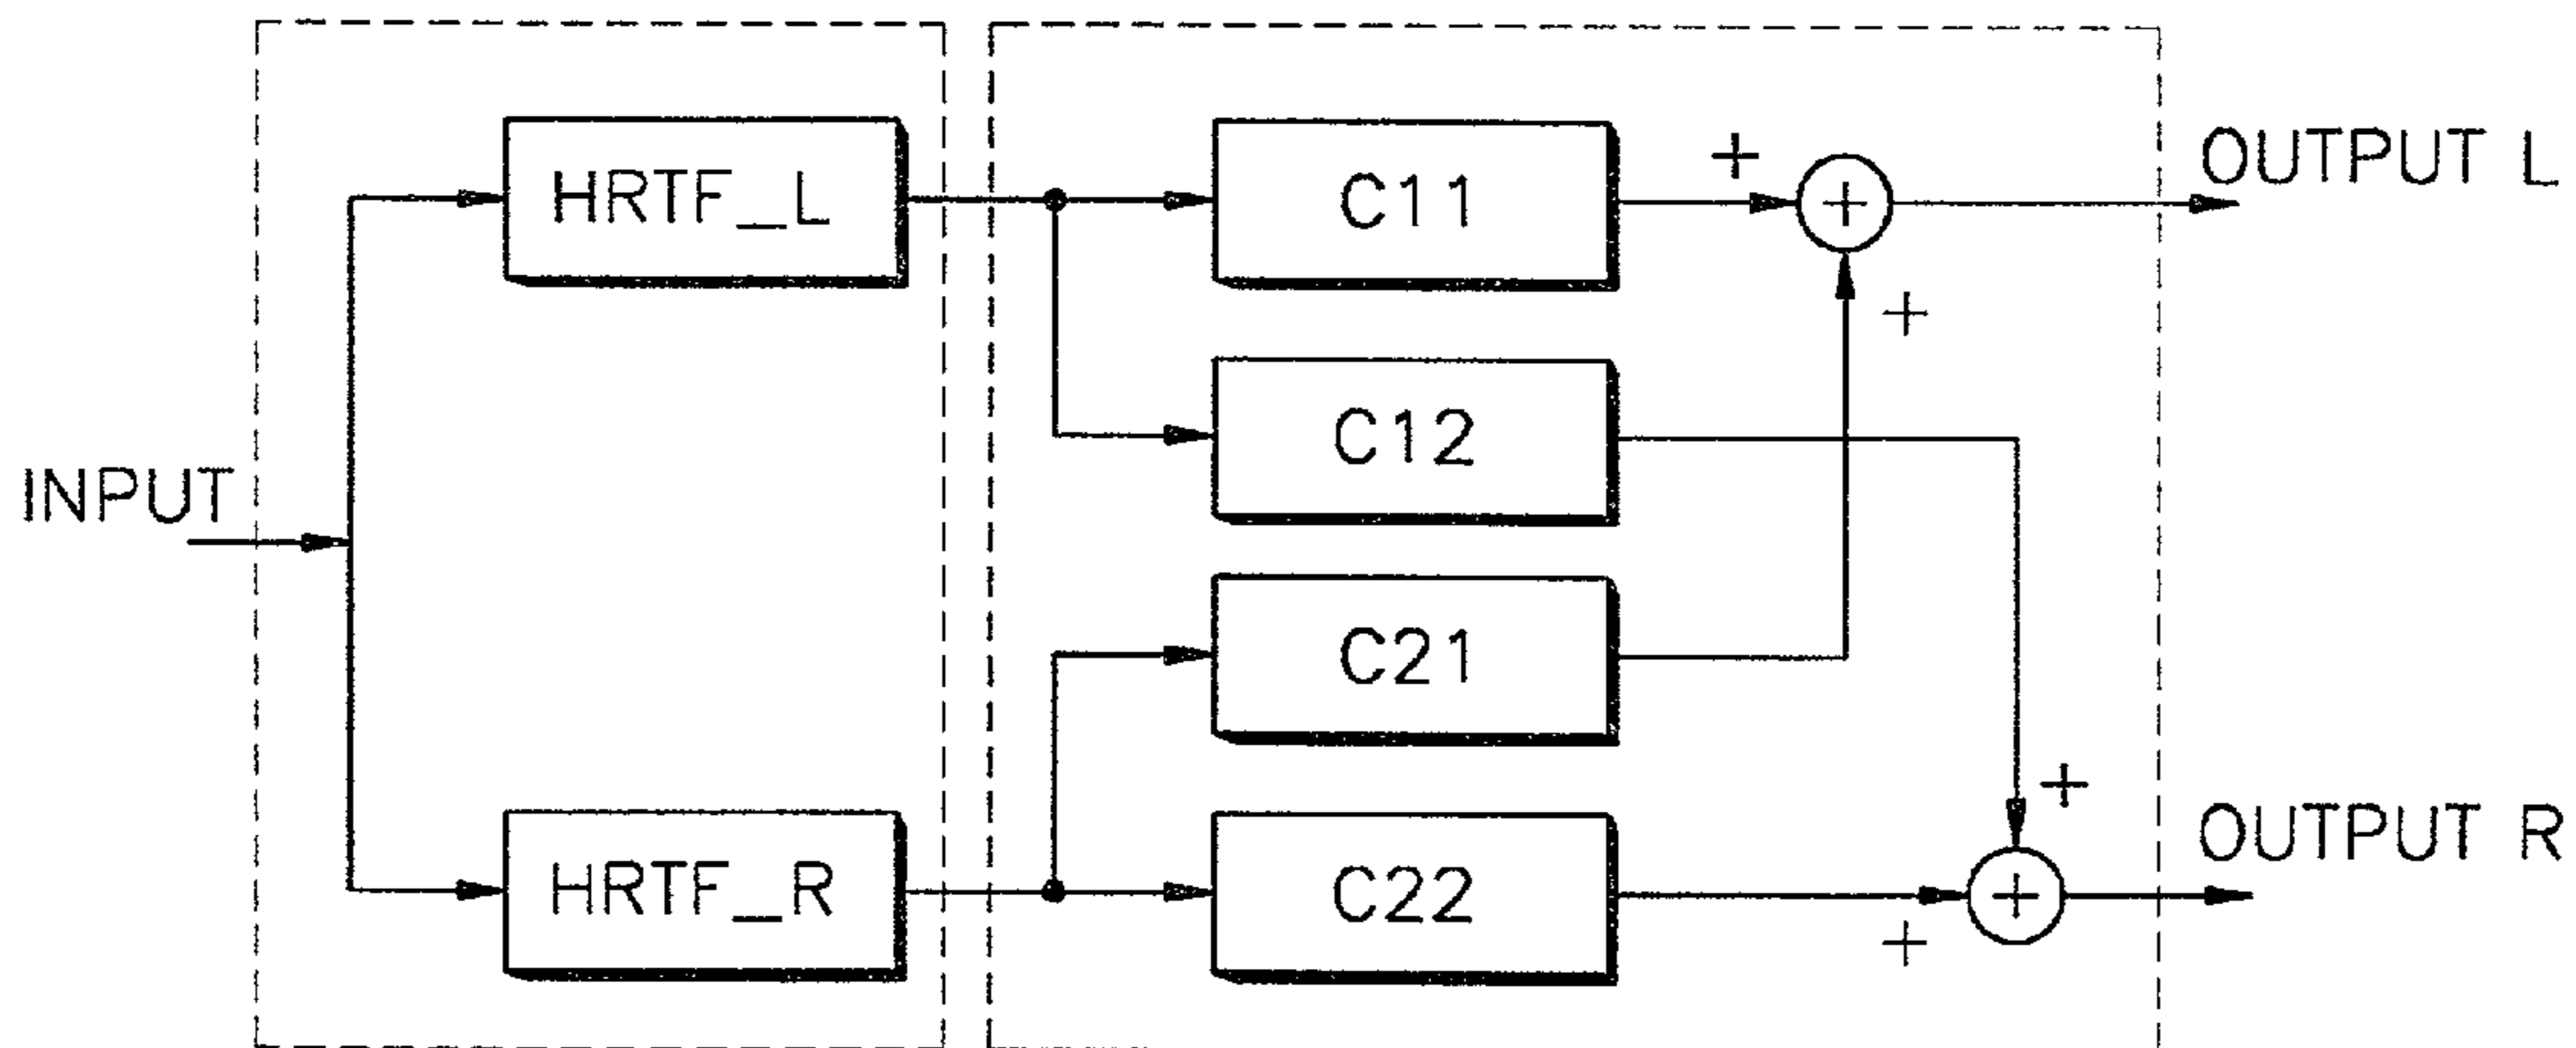 INPUT
HRTF_L
HRTF_R
C11
C12
C21
C22
+
+
+
+
+
+
OUTPUT L
OUTPUT R